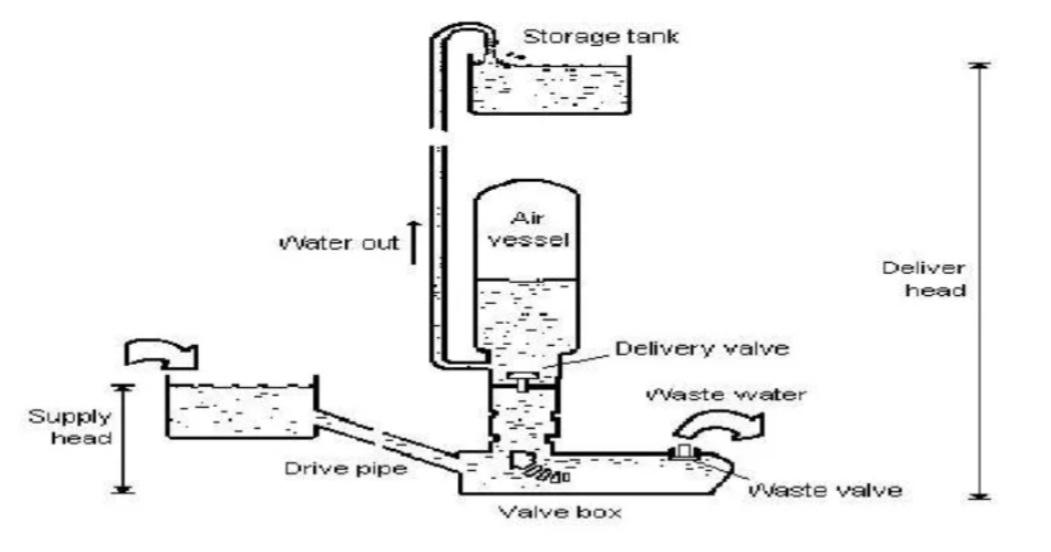 Storage tank
Air
vessel
Water out
Deliver
head
Delivery valve
Waste water
Supply
head
Drive pipe
Waste valve
Valve box